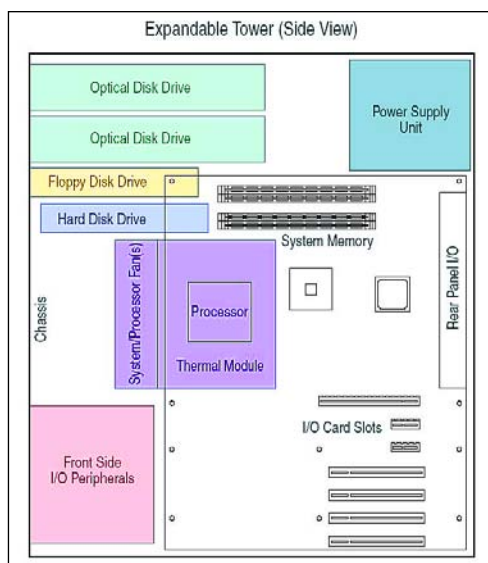 Expandable Tower (Side View)
Optical Disk Drive
Power Supply
Unit
Optical Disk Drive
Floppy Disk Drive
Hard Disk Drive
System Memory
Rear Panel I/O
Chassis
System/Processor Fan(s)
Processor
Thermal Module
I/O Card Slots
Front Side
I/O Peripherals